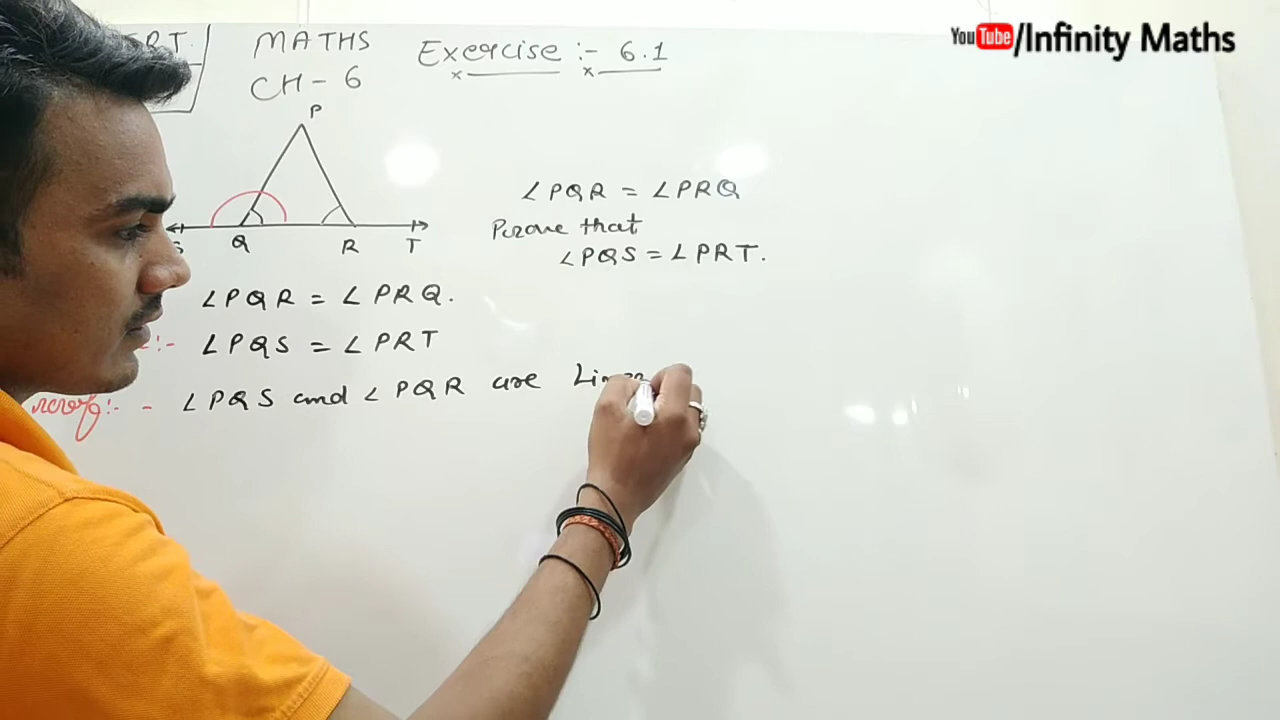 MATHS
CH - 6
Exercise :- 6.1
YouTube/Infinity Maths
P
Q
R
T
∠PQR = ∠PRQ
Prove that
∠PQS = ∠PRT.
∠PQR = ∠PRQ.
:- ∠PQS = ∠PRT
:- - ∠PQS and ∠PQR are